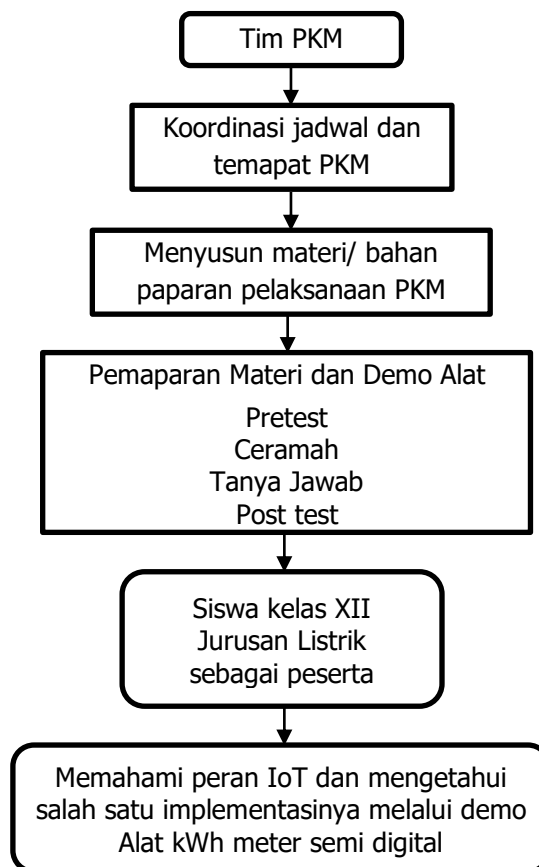 Tim PKM
Koordinasi jadwal dan
temapat PKM
Menyusun materi/ bahan
paparan pelaksanaan PKM
Pemaparan Materi dan Demo Alat
Pretest
Ceramah
Tanya Jawab
Post test
Siswa kelas XII
Jurusan Listrik
sebagai peserta
Memahami peran IoT dan mengetahui
salah satu implementasinya melalui demo
Alat kWh meter semi digital